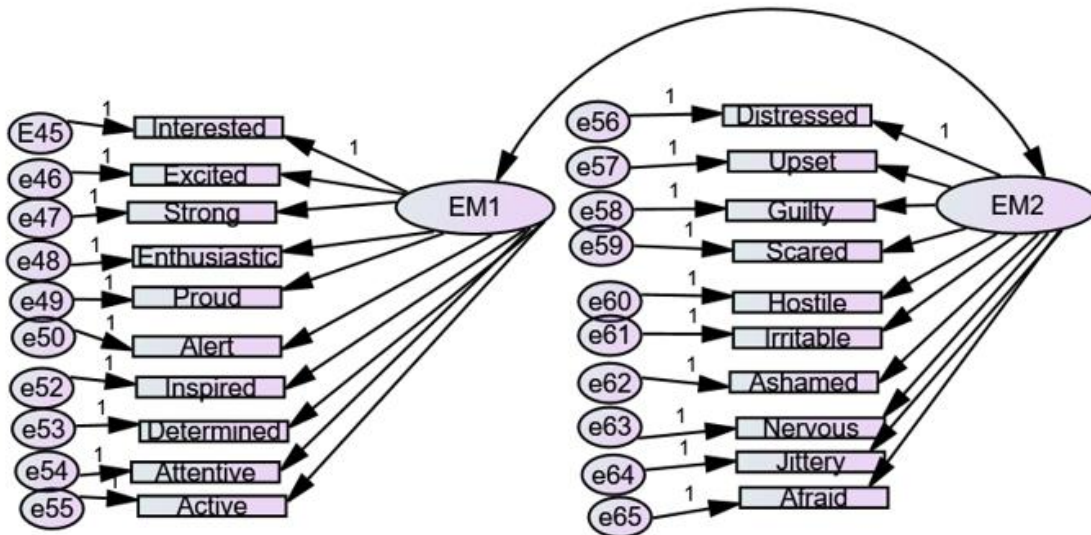 1
E45
Interested
1
1
e46
Excited
1
e47
Strong
EM1
1
e48
Enthusiastic
1
e49
Proud
1
e50
Alert
1
e52
Inspired
1
e53
Determined
1
e54
Attentive
1
e55
Active
1
e56
Distressed
1
1
e57
Upset
1
e58
Guilty
EM2
1
e59
Scared
1
e60
Hostile
1
e61
Irritable
1
e62
Ashamed
1
e63
Nervous
1
e64
Jittery
1
e65
Afraid